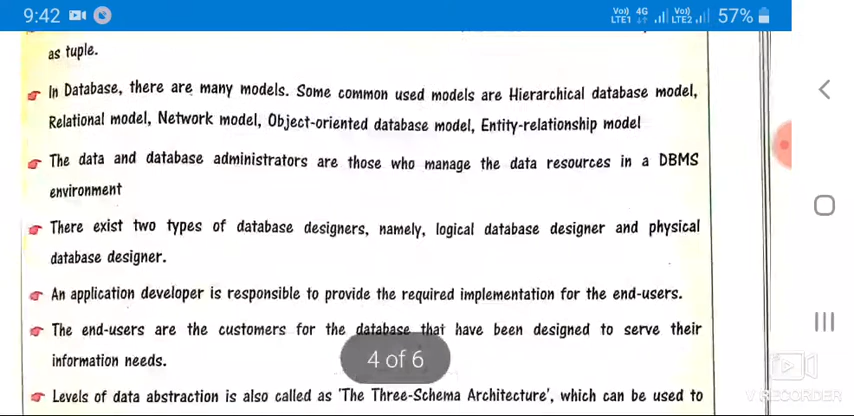 9:42
Vo)) 4G Vo)) 57%
LTE1 LTE2
as tuple.
In Database, there are many models. Some common used models are Hierarchical database model,
Relational model, Network model, Object-oriented database model, Entity-relationship model
The data and database administrators are those who manage the data resources in a DBMS
environment
There exist two types of database designers, namely, logical database designer and physical
database designer.
An application developer is responsible to provide the required implementation for the end-users.
The end-users are the customers for the database that have been designed to serve their
information needs.
4 of 6
Levels of data abstraction is also called as 'The Three-Schema Architecture', which can be used to
V RECORDER